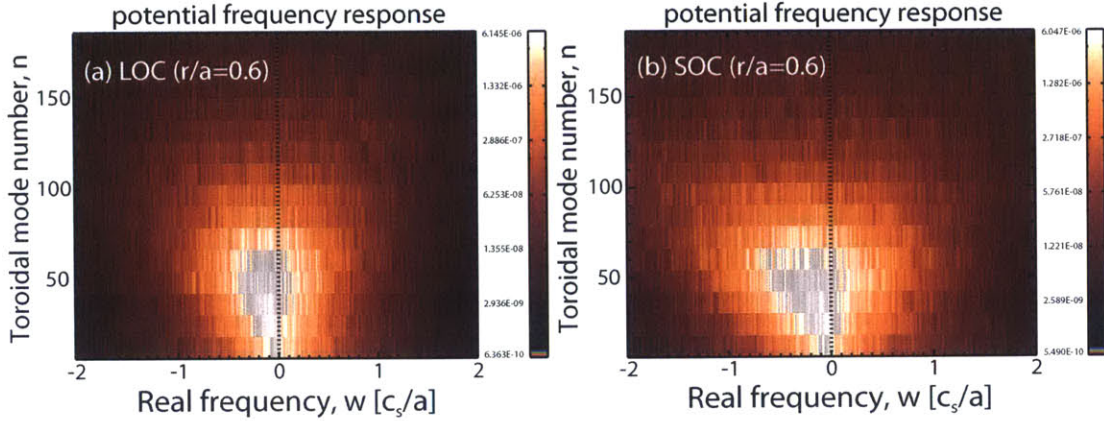 potential frequency response
(a) LOC (r/a=0.6)
Toroidal mode number, n
150
100
50
-2
-1
0
1
2
Real frequency, w [cs/a]
6.145E-06
1.332E-06
2.886E-07
6.253E-08
1.355E-08
2.936E-09
6.363E-10
potential frequency response
(b) SOC (r/a=0.6)
Toroidal mode number, n
150
100
50
-2
-1
0
1
2
Real frequency, w [cs/a]
6.047E-06
1.282E-06
2.718E-07
5.761E-08
1.221E-08
2.589E-09
5.490E-10